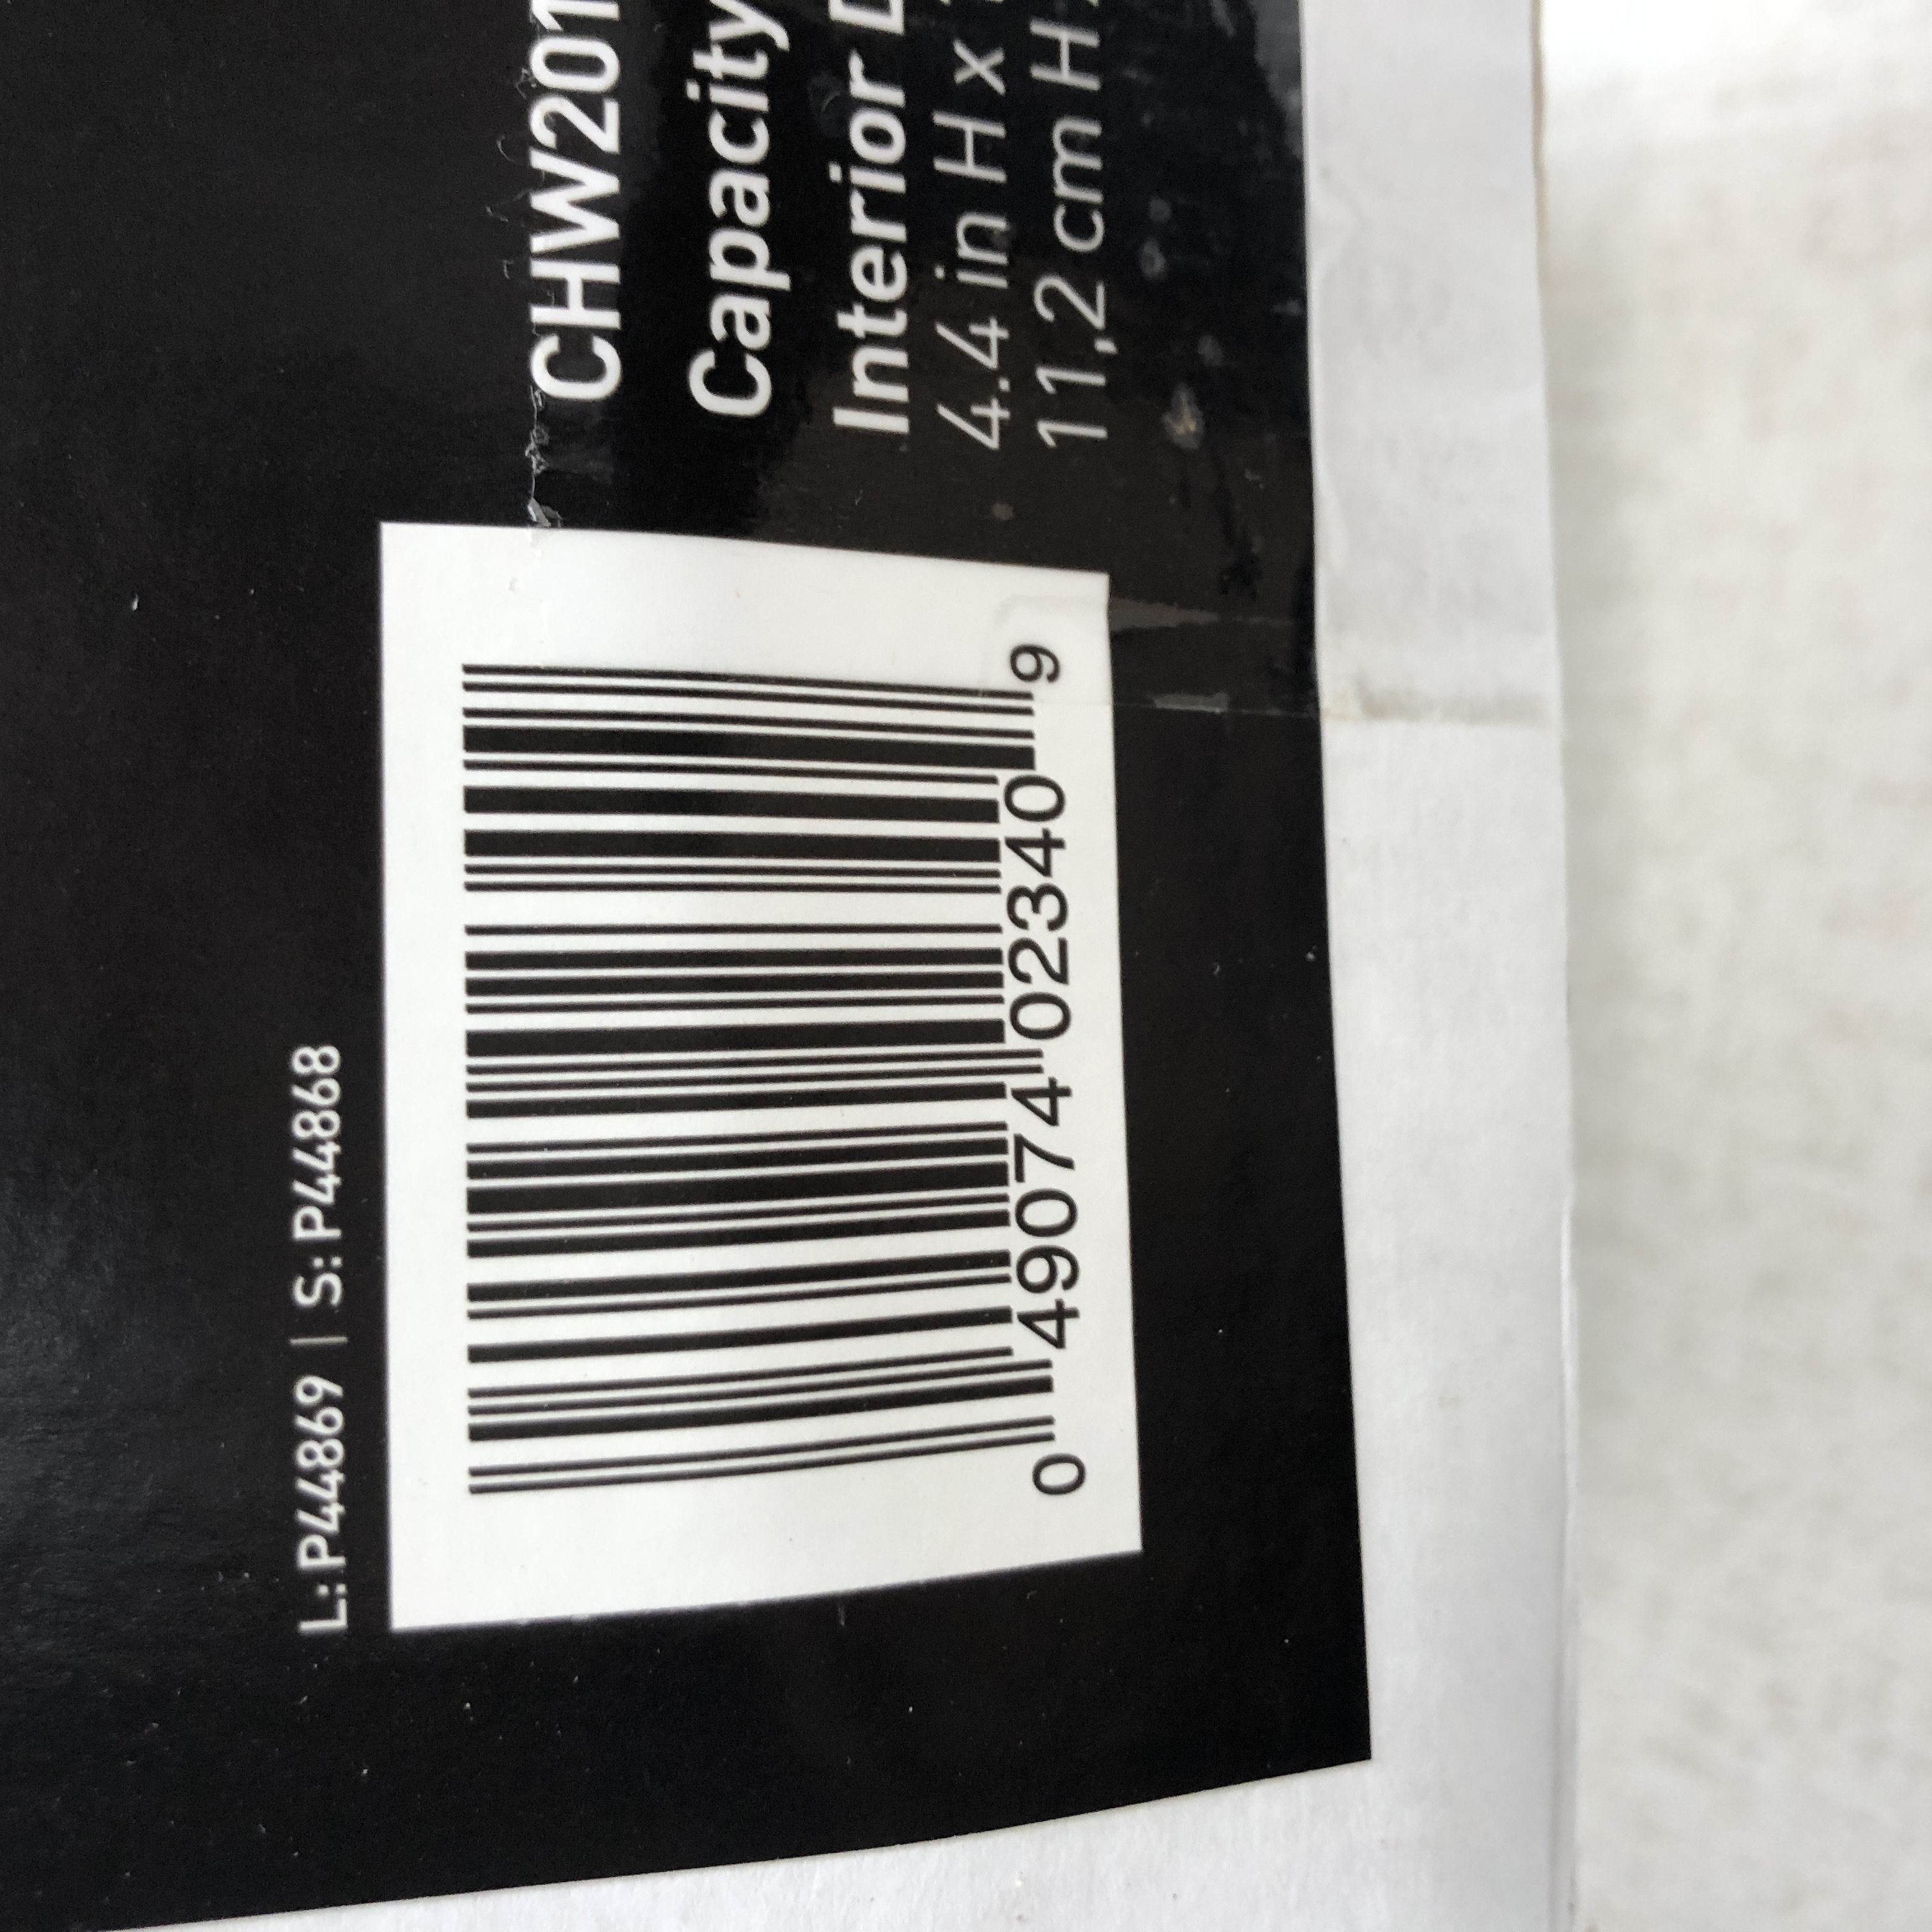 L: P44869 | S: P44868
0 49074 02340 9
CHW201
Capacity
Interior D
4.4 in H x
11,2 cm H